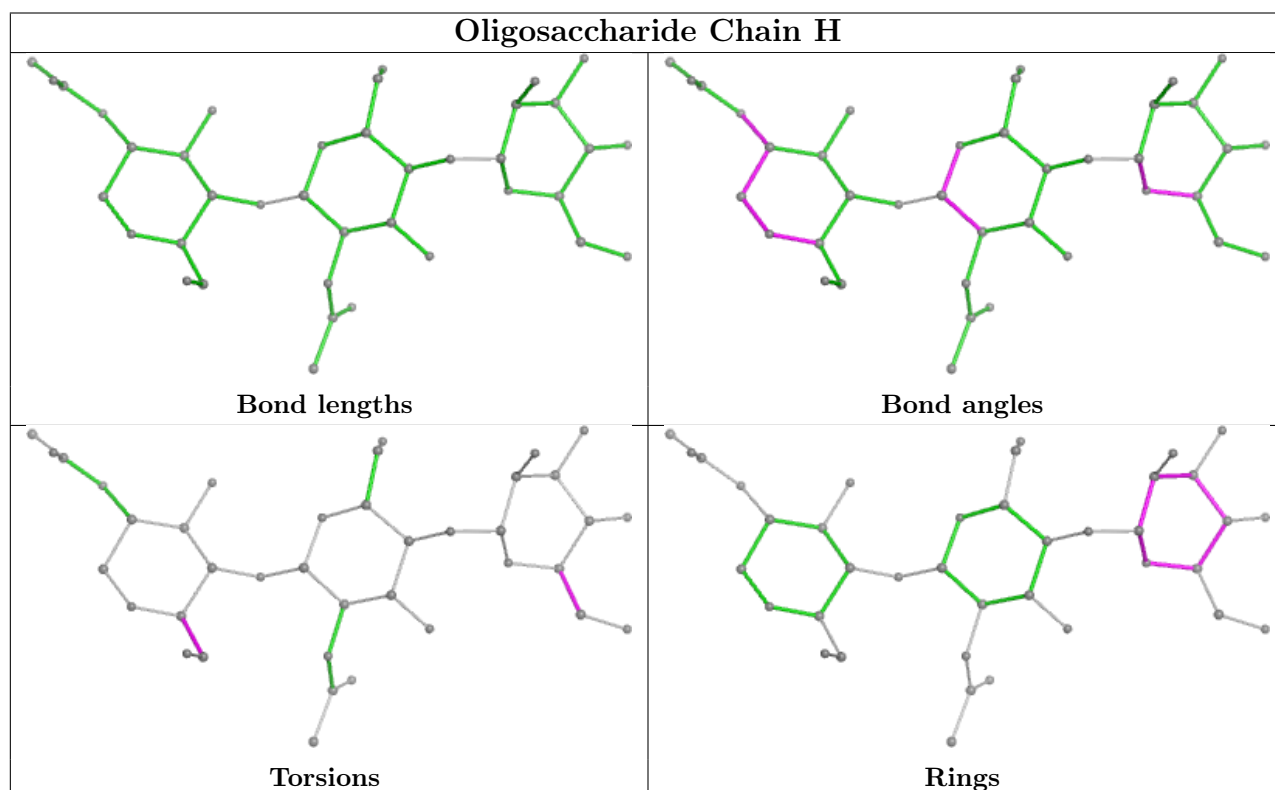 Oligosaccharide Chain H
Bond lengths
Bond angles
Torsions
Rings